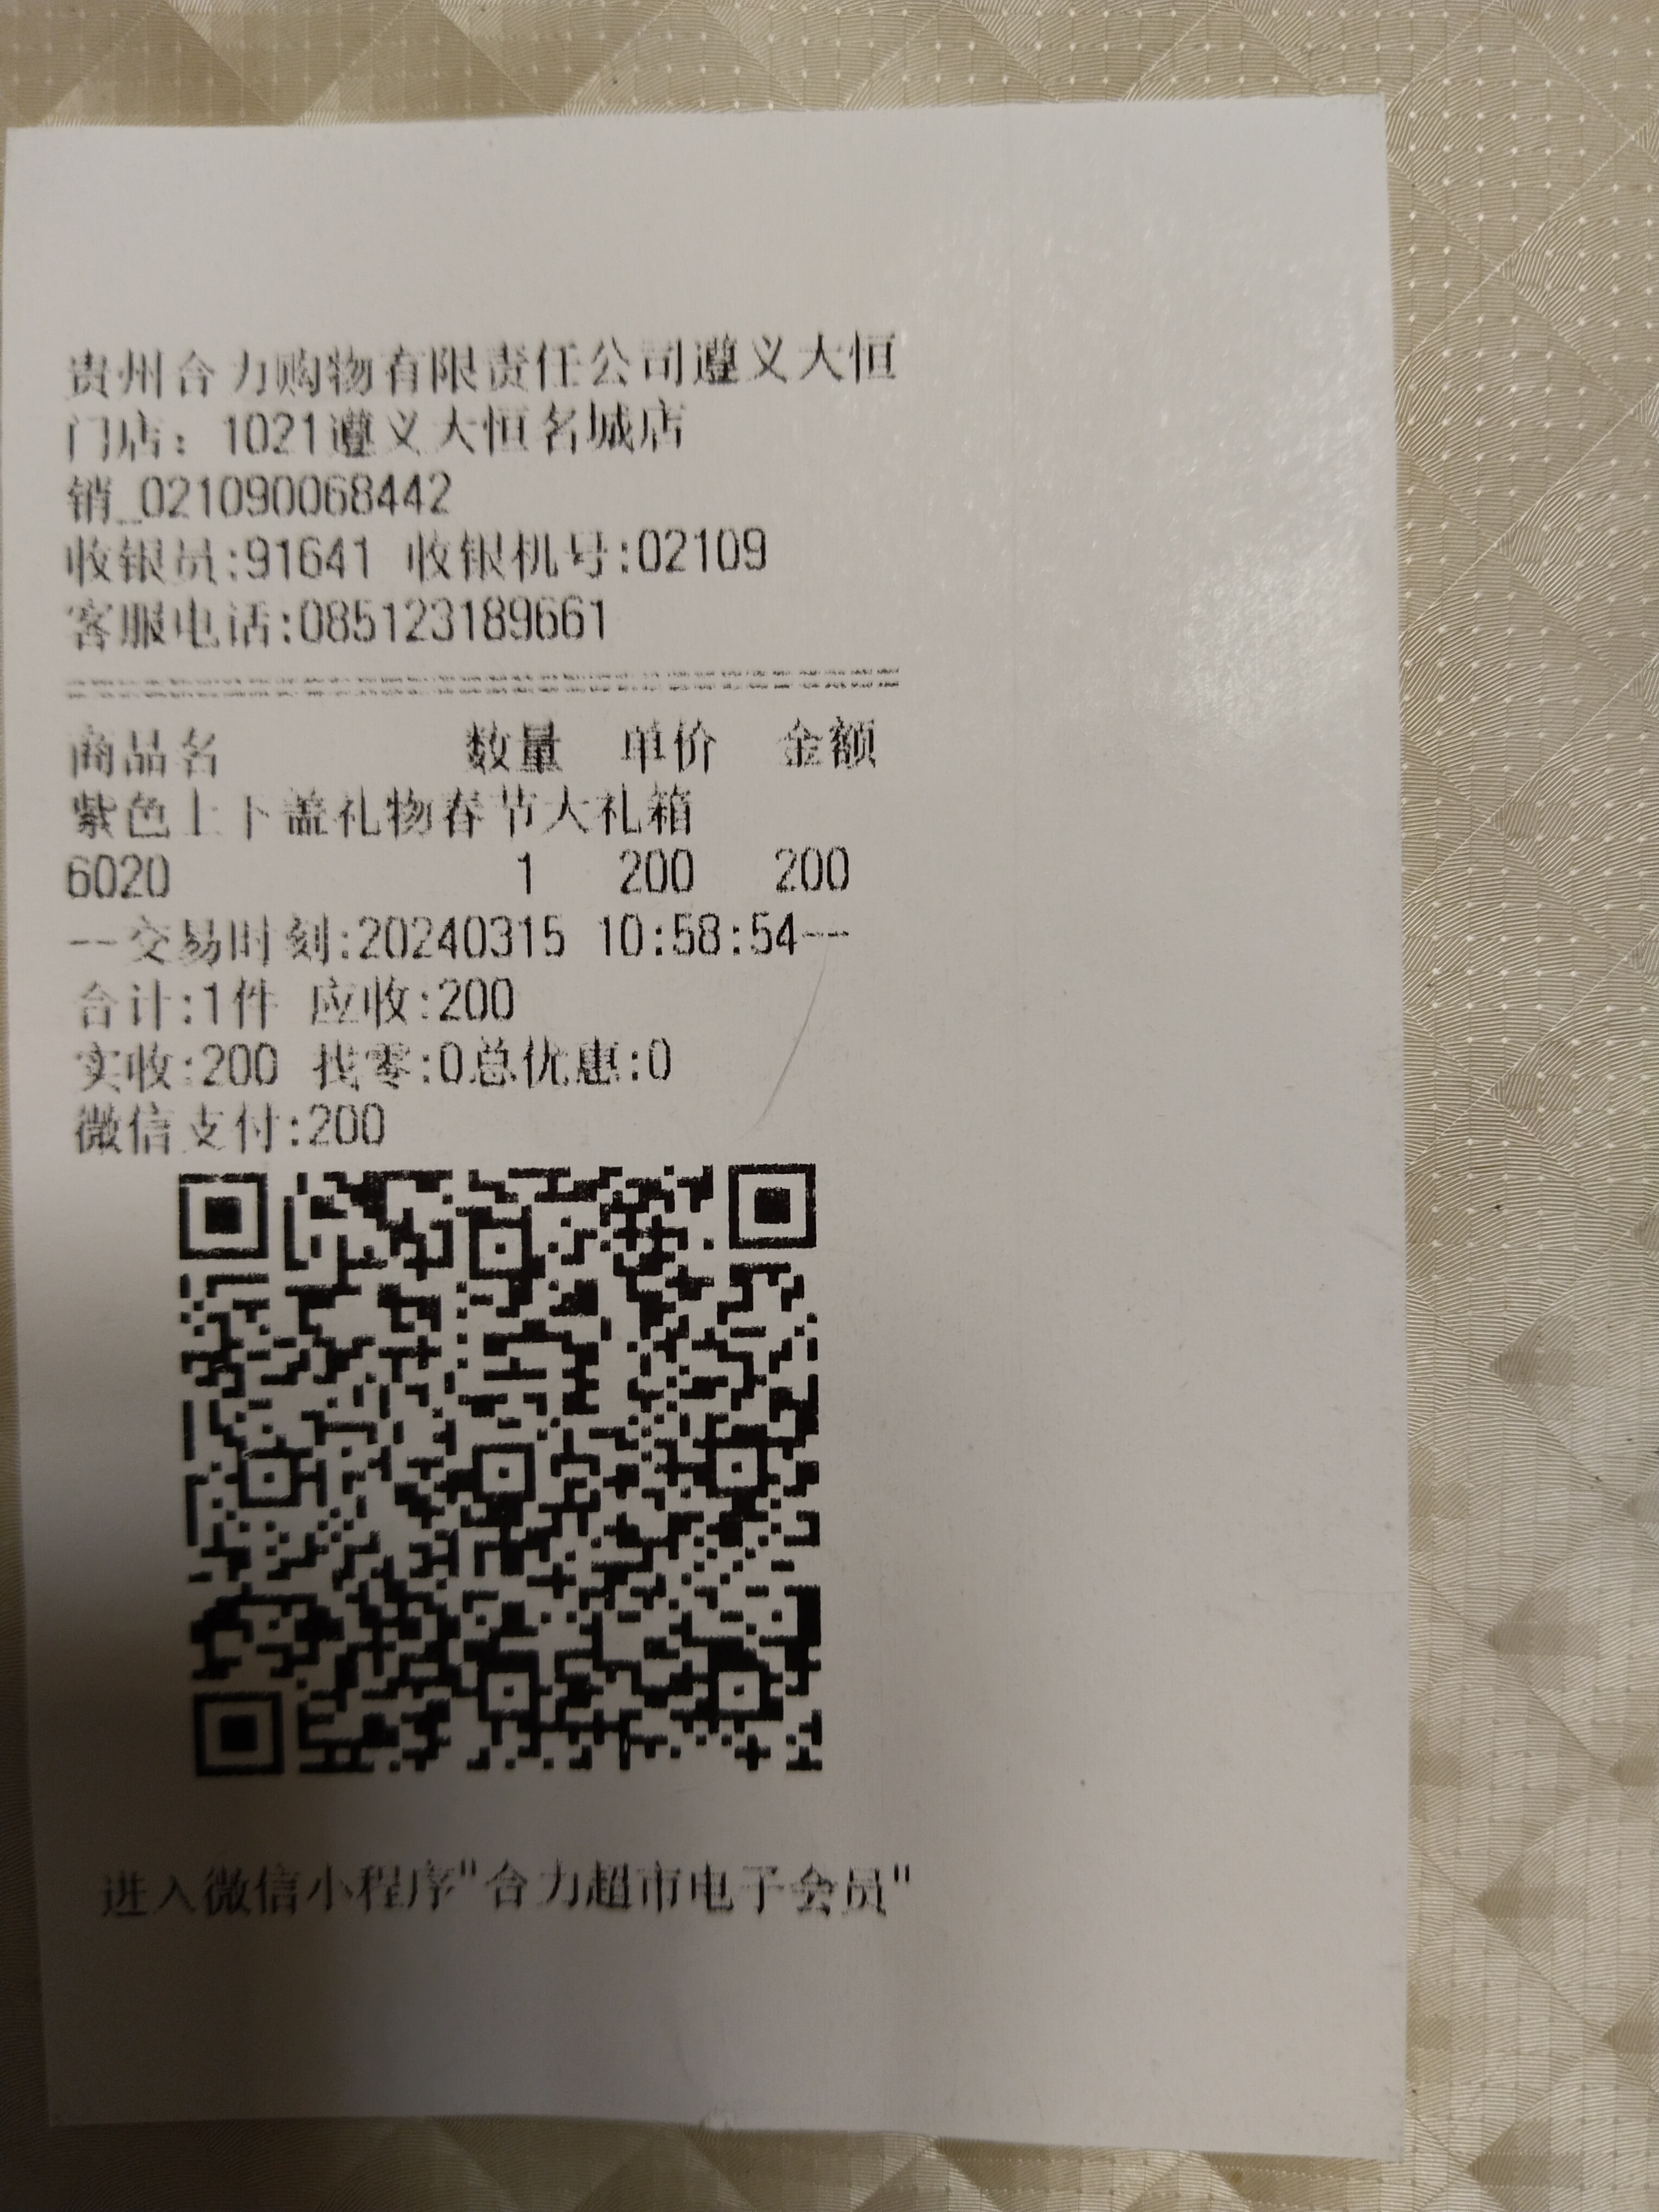 贵州合力购物有限责任公司遵义大恒
门店：1021遵义大恒名城店
销_021090068442
收银员:91641 收银机号:02109
客服电话:085123189661
商品名 数量 单价 金额
紫色上下盖礼物春节大礼箱
6020 1 200 200
--交易时刻:20240315 10:58:54--
合计:1件 应收:200
实收:200 找零:0总优惠:0
微信支付:200
进入微信小程序"合力超市电子会员"